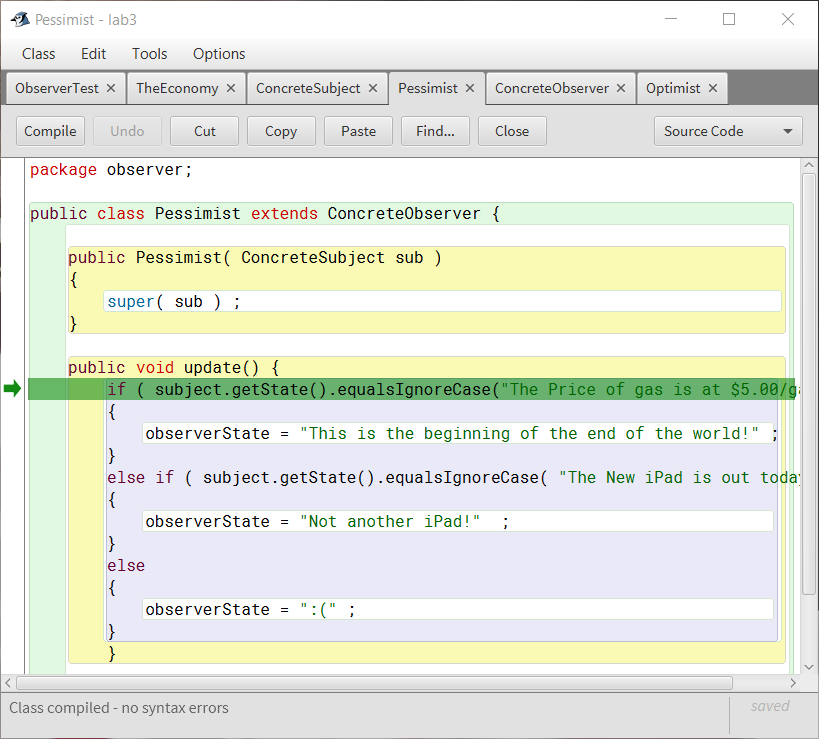 Pessimist - lab3
Class Edit Tools Options
ObserverTest × TheEconomy × ConcreteSubject × Pessimist × ConcreteObserver × Optimist ×
Compile Undo Cut Copy Paste Find... Close Source Code
package observer;
public class Pessimist extends ConcreteObserver {
public Pessimist( ConcreteSubject sub )
{
super( sub ) ;
}
public void update() {
if ( subject.getState().equalsIgnoreCase("The Price of gas is at $5.00/ga
{
observerState = "This is the beginning of the end of the world!" ;
}
else if ( subject.getState().equalsIgnoreCase( "The New iPad is out today
{
observerState = "Not another iPad!"  ;
}
else
{
observerState = ":(" ;
}
}
Class compiled - no syntax errors
saved